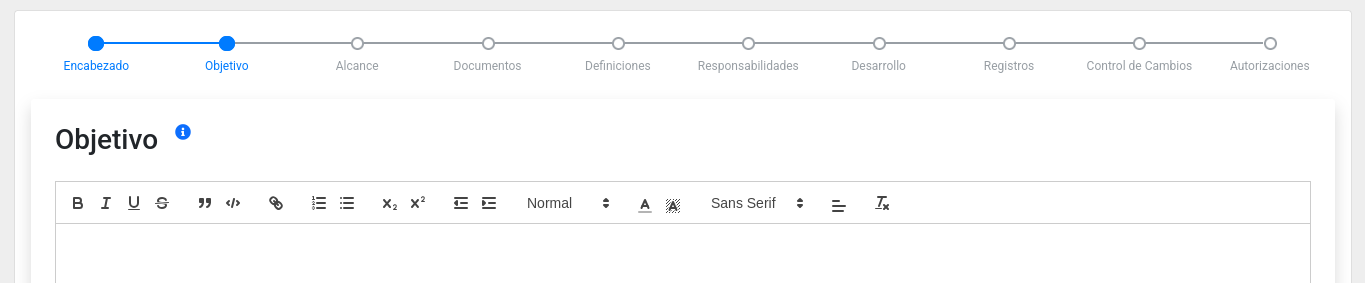 Encabezado Objetivo Alcance Documentos Definiciones Responsabilidades Desarrollo Registros Control de Cambios Autorizaciones
Objetivo
Normal Sans Serif